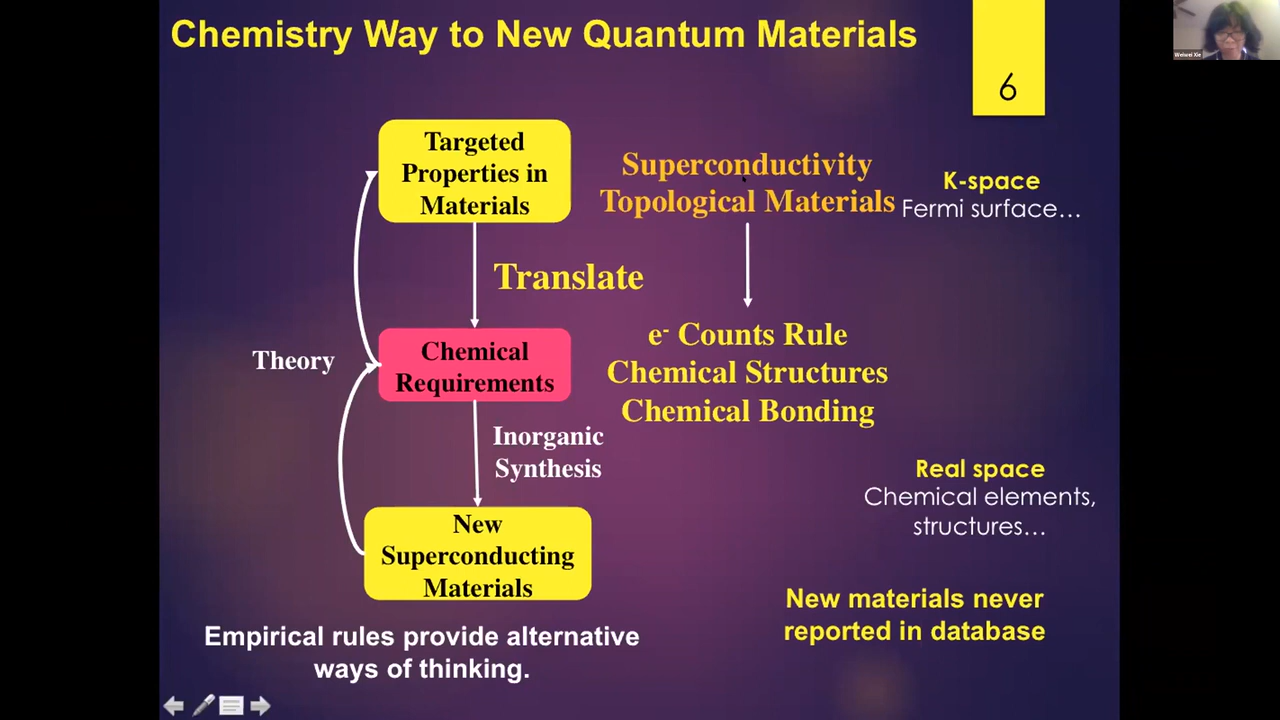 Chemistry Way to New Quantum Materials
6
Weiwei Xie
Targeted
Properties in
Materials
Superconductivity
Topological Materials
K-space
Fermi surface…
Translate
e- Counts Rule
Chemical Structures
Chemical Bonding
Theory
Chemical
Requirements
Inorganic
Synthesis
Real space
Chemical elements,
structures…
New
Superconducting
Materials
New materials never
reported in database
Empirical rules provide alternative
ways of thinking.